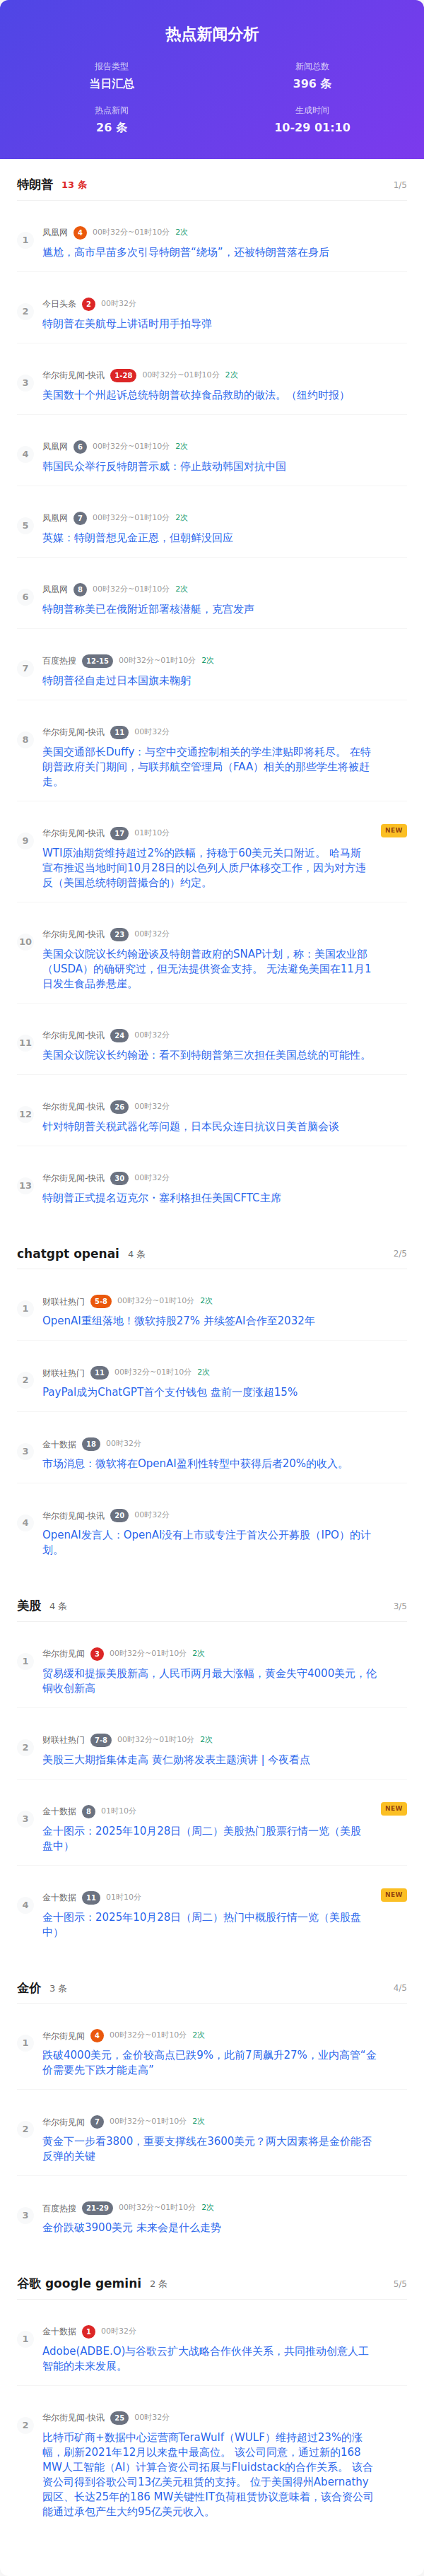 热点新闻分析
报告类型
当日汇总
新闻总数
396 条
热点新闻
26 条
生成时间
10-29 01:10
特朗普 13 条 1/5
1
凤凰网 4 00时32分~01时10分 2次
尴尬，高市早苗多次引导特朗普“绕场”，还被特朗普落在身后
2
今日头条 2 00时32分
特朗普在美航母上讲话时用手拍导弹
3
华尔街见闻-快讯 1-28 00时32分~01时10分 2次
美国数十个州起诉总统特朗普砍掉食品救助的做法。（纽约时报）
4
凤凰网 6 00时32分~01时10分 2次
韩国民众举行反特朗普示威：停止鼓动韩国对抗中国
5
凤凰网 7 00时32分~01时10分 2次
英媒：特朗普想见金正恩，但朝鲜没回应
6
凤凰网 8 00时32分~01时10分 2次
特朗普称美已在俄附近部署核潜艇，克宫发声
7
百度热搜 12-15 00时32分~01时10分 2次
特朗普径自走过日本国旗未鞠躬
8
华尔街见闻-快讯 11 00时32分
美国交通部长Duffy：与空中交通控制相关的学生津贴即将耗尽。 在特
朗普政府关门期间，与联邦航空管理局（FAA）相关的那些学生将被赶
走。
9
华尔街见闻-快讯 17 01时10分 NEW
WTI原油期货维持超过2%的跌幅，持稳于60美元关口附近。 哈马斯
宣布推迟当地时间10月28日的以色列人质尸体移交工作，因为对方违
反（美国总统特朗普撮合的）约定。
10
华尔街见闻-快讯 23 00时32分
美国众议院议长约翰逊谈及特朗普政府的SNAP计划，称：美国农业部
（USDA）的确研究过，但无法提供资金支持。 无法避免美国在11月1
日发生食品券悬崖。
11
华尔街见闻-快讯 24 00时32分
美国众议院议长约翰逊：看不到特朗普第三次担任美国总统的可能性。
12
华尔街见闻-快讯 26 00时32分
针对特朗普关税武器化等问题，日本民众连日抗议日美首脑会谈
13
华尔街见闻-快讯 30 00时32分
特朗普正式提名迈克尔・塞利格担任美国CFTC主席
chatgpt openai 4 条 2/5
1
财联社热门 5-8 00时32分~01时10分 2次
OpenAI重组落地！微软持股27% 并续签AI合作至2032年
2
财联社热门 11 00时32分~01时10分 2次
PayPal成为ChatGPT首个支付钱包 盘前一度涨超15%
3
金十数据 18 00时32分
市场消息：微软将在OpenAI盈利性转型中获得后者20%的收入。
4
华尔街见闻-快讯 20 00时32分
OpenAI发言人：OpenAI没有上市或专注于首次公开募股（IPO）的计
划。
美股 4 条 3/5
1
华尔街见闻 3 00时32分~01时10分 2次
贸易缓和提振美股新高，人民币两月最大涨幅，黄金失守4000美元，伦
铜收创新高
2
财联社热门 7-8 00时32分~01时10分 2次
美股三大期指集体走高 黄仁勋将发表主题演讲 | 今夜看点
3
金十数据 8 01时10分 NEW
金十图示：2025年10月28日（周二）美股热门股票行情一览（美股
盘中）
4
金十数据 11 01时10分 NEW
金十图示：2025年10月28日（周二）热门中概股行情一览（美股盘
中）
金价 3 条 4/5
1
华尔街见闻 4 00时32分~01时10分 2次
跌破4000美元，金价较高点已跌9%，此前7周飙升27%，业内高管“金
价需要先下跌才能走高”
2
华尔街见闻 7 00时32分~01时10分 2次
黄金下一步看3800，重要支撑线在3600美元？两大因素将是金价能否
反弹的关键
3
百度热搜 21-29 00时32分~01时10分 2次
金价跌破3900美元 未来会是什么走势
谷歌 google gemini 2 条 5/5
1
金十数据 1 00时32分
Adobe(ADBE.O)与谷歌云扩大战略合作伙伴关系，共同推动创意人工
智能的未来发展。
2
华尔街见闻-快讯 25 00时32分
比特币矿商+数据中心运营商TeraWulf（WULF）维持超过23%的涨
幅，刷新2021年12月以来盘中最高位。 该公司同意，通过新的168
MW人工智能（AI）计算合资公司拓展与Fluidstack的合作关系。 该合
资公司得到谷歌公司13亿美元租赁的支持。 位于美国得州Abernathy
园区、长达25年的186 MW关键性IT负荷租赁协议意味着，该合资公司
能通过承包产生大约95亿美元收入。